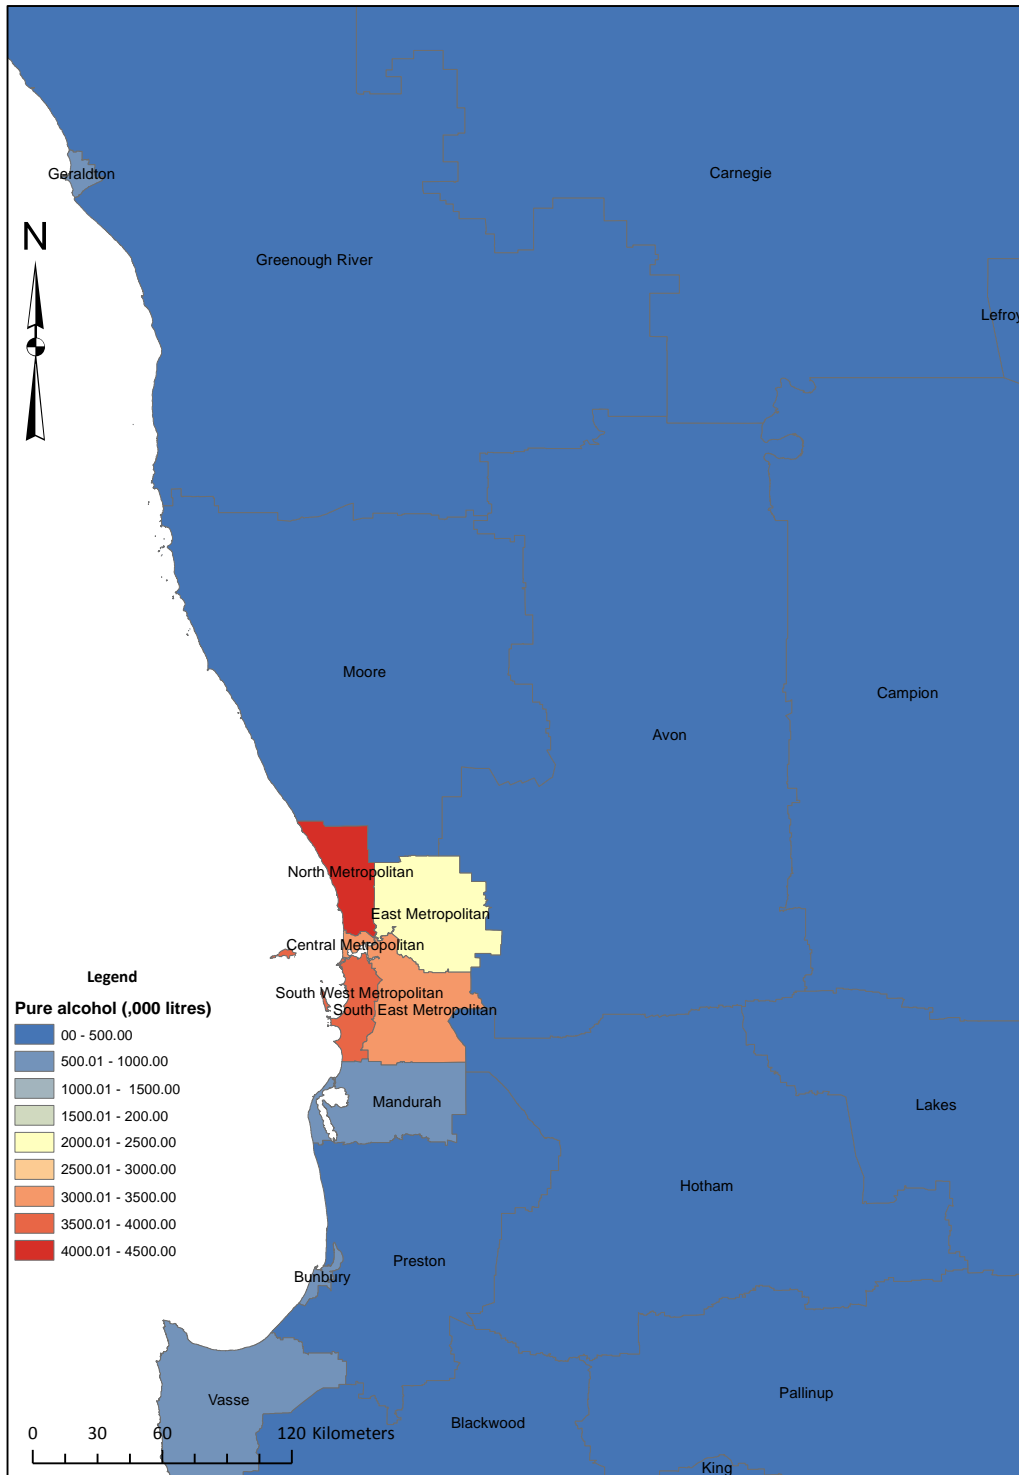 Geraldton
Carnegie
N
Greenough River
Lefroy
Moore
Campion
Avon
North Metropolitan
East Metropolitan
Central Metropolitan
South West Metropolitan
South East Metropolitan
Legend
Pure alcohol (,000 litres)
00 - 500.00
500.01 - 1000.00
1000.01 -  1500.00
1500.01 - 200.00
2000.01 - 2500.00
2500.01 - 3000.00
3000.01 - 3500.00
3500.01 - 4000.00
4000.01 - 4500.00
Mandurah
Lakes
Hotham
Preston
Bunbury
Vasse
Pallinup
Blackwood
King
0 30 60 120 Kilometers